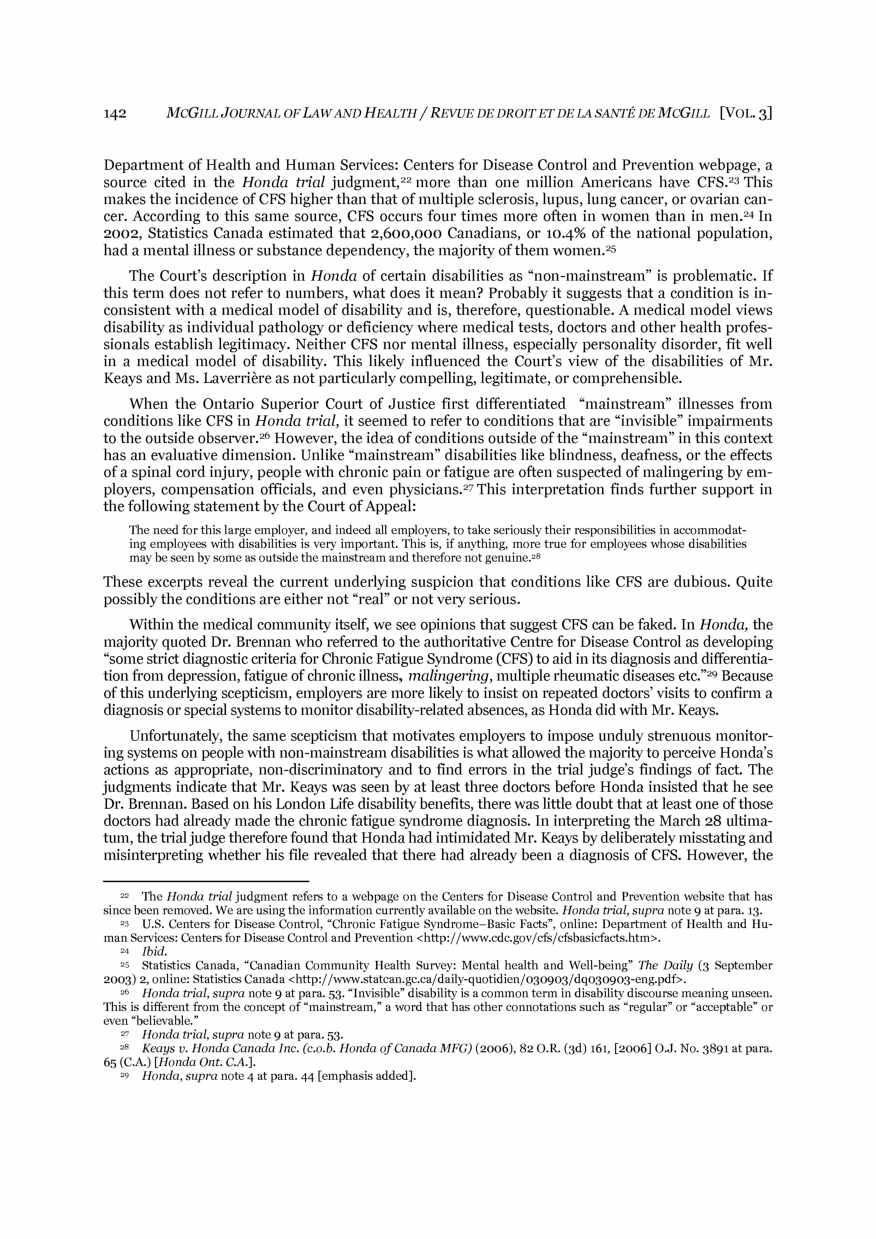 142 MCGILL JOURNAL OF LAW AND HEALTH / REVUE DE DROIT ET DE LA SANTÉ DE MCGILL [VOL. 3]
Department of Health and Human Services: Centers for Disease Control and Prevention webpage, a
source cited in the Honda trial judgment,22 more than one million Americans have CFS.23 This
makes the incidence of CFS higher than that of multiple sclerosis, lupus, lung cancer, or ovarian can-
cer. According to this same source, CFS occurs four times more often in women than in men.24 In
2002, Statistics Canada estimated that 2,600,000 Canadians, or 10.4% of the national population,
had a mental illness or substance dependency, the majority of them women.25
The Court's description in Honda of certain disabilities as “non-mainstream” is problematic. If
this term does not refer to numbers, what does it mean? Probably it suggests that a condition is in-
consistent with a medical model of disability and is, therefore, questionable. A medical model views
disability as individual pathology or deficiency where medical tests, doctors and other health profes-
sionals establish legitimacy. Neither CFS nor mental illness, especially personality disorder, fit well
in a medical model of disability. This likely influenced the Court's view of the disabilities of Mr.
Keays and Ms. Laverrière as not particularly compelling, legitimate, or comprehensible.
When the Ontario Superior Court of Justice first differentiated “mainstream” illnesses from
conditions like CFS in Honda trial, it seemed to refer to conditions that are “invisible” impairments
to the outside observer.26 However, the idea of conditions outside of the “mainstream” in this context
has an evaluative dimension. Unlike “mainstream” disabilities like blindness, deafness, or the effects
of a spinal cord injury, people with chronic pain or fatigue are often suspected of malingering by em-
ployers, compensation officials, and even physicians.27 This interpretation finds further support in
the following statement by the Court of Appeal:
The need for this large employer, and indeed all employers, to take seriously their responsibilities in accommodat-
ing employees with disabilities is very important. This is, if anything, more true for employees whose disabilities
may be seen by some as outside the mainstream and therefore not genuine.28
These excerpts reveal the current underlying suspicion that conditions like CFS are dubious. Quite
possibly the conditions are either not “real” or not very serious.
Within the medical community itself, we see opinions that suggest CFS can be faked. In Honda, the
majority quoted Dr. Brennan who referred to the authoritative Centre for Disease Control as developing
“some strict diagnostic criteria for Chronic Fatigue Syndrome (CFS) to aid in its diagnosis and differentia-
tion from depression, fatigue of chronic illness, malingering, multiple rheumatic diseases etc.”29 Because
of this underlying scepticism, employers are more likely to insist on repeated doctors' visits to confirm a
diagnosis or special systems to monitor disability-related absences, as Honda did with Mr. Keays.
Unfortunately, the same scepticism that motivates employers to impose unduly strenuous monitor-
ing systems on people with non-mainstream disabilities is what allowed the majority to perceive Honda's
actions as appropriate, non-discriminatory and to find errors in the trial judge's findings of fact. The
judgments indicate that Mr. Keays was seen by at least three doctors before Honda insisted that he see
Dr. Brennan. Based on his London Life disability benefits, there was little doubt that at least one of those
doctors had already made the chronic fatigue syndrome diagnosis. In interpreting the March 28 ultima-
tum, the trial judge therefore found that Honda had intimidated Mr. Keays by deliberately misstating and
misinterpreting whether his file revealed that there had already been a diagnosis of CFS. However, the
22 The Honda trial judgment refers to a webpage on the Centers for Disease Control and Prevention website that has
since been removed. We are using the information currently available on the website. Honda trial, supra note 9 at para. 13.
23 U.S. Centers for Disease Control, “Chronic Fatigue Syndrome–Basic Facts”, online: Department of Health and Hu-
man Services: Centers for Disease Control and Prevention <http://www.cdc.gov/cfs/cfsbasicfacts.htm>.
24 Ibid.
25 Statistics Canada, “Canadian Community Health Survey: Mental health and Well-being” The Daily (3 September
2003) 2, online: Statistics Canada <http://www.statcan.gc.ca/daily-quotidien/030903/dq030903-eng.pdf>.
26 Honda trial, supra note 9 at para. 53. “Invisible” disability is a common term in disability discourse meaning unseen.
This is different from the concept of “mainstream,” a word that has other connotations such as “regular” or “acceptable” or
even “believable.”
27 Honda trial, supra note 9 at para. 53.
28 Keays v. Honda Canada Inc. (c.o.b. Honda of Canada MFG) (2006), 82 O.R. (3d) 161, [2006] O.J. No. 3891 at para.
65 (C.A.) [Honda Ont. C.A.].
29 Honda, supra note 4 at para. 44 [emphasis added].